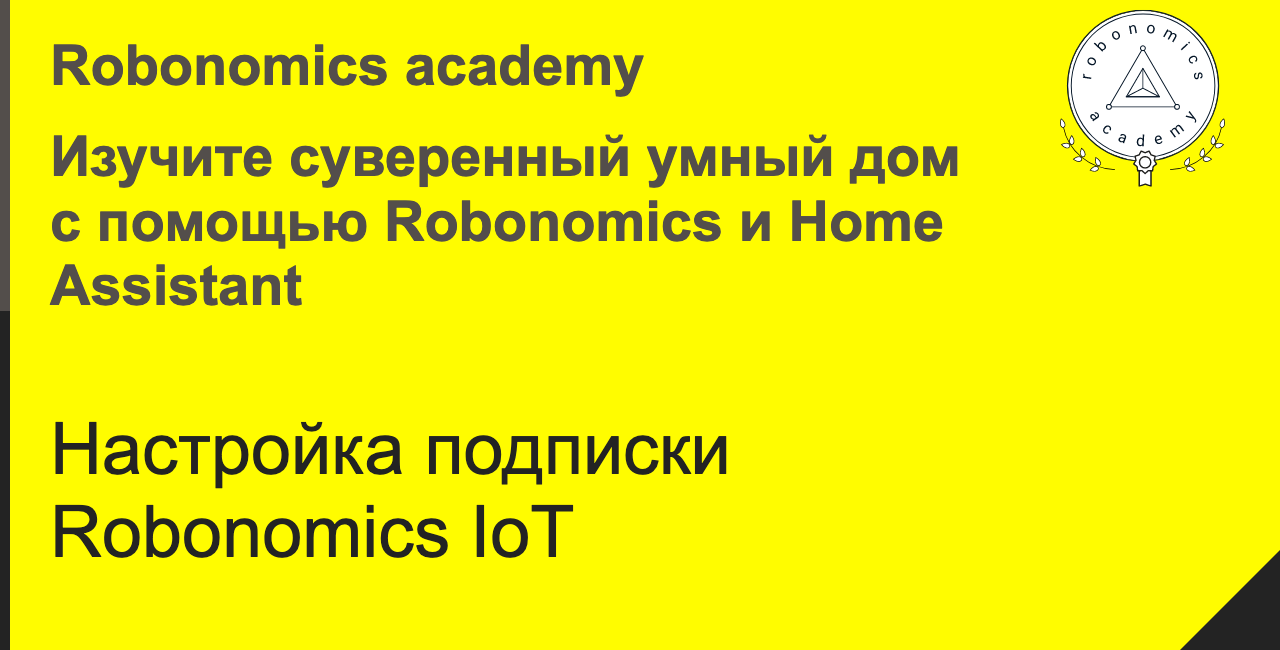 Robonomics academy
Изучите суверенный умный дом
с помощью Robonomics и Home
Assistant
Настройка подписки
Robonomics IoT
robonomics
academy